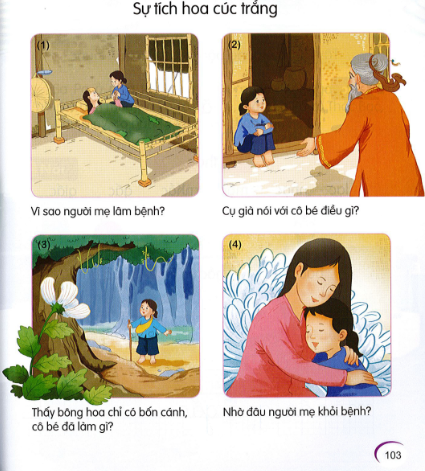 Sự tích hoa cúc trắng
(1)
(2)
Vì sao người mẹ lâm bệnh?
Cụ già nói với cô bé điều gì?
(3)
(4)
Thấy bông hoa chỉ có bốn cánh,
cô bé đã làm gì?
Nhờ đâu người mẹ khỏi bệnh?
103